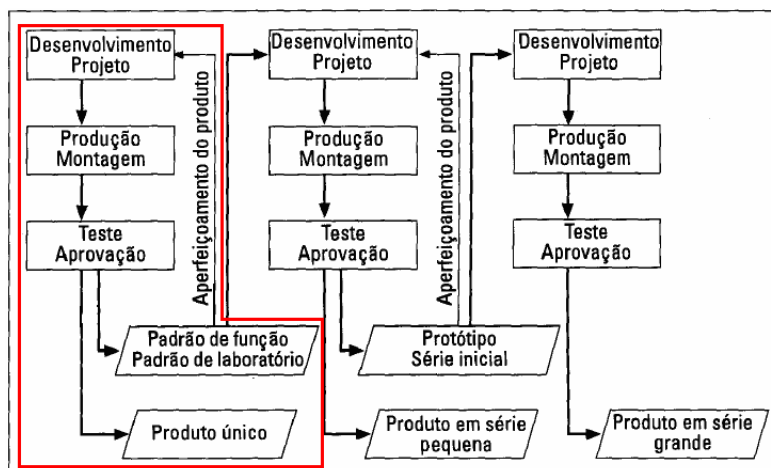 Desenvolvimento
Projeto
Produção
Montagem
Teste
Aprovação
Padrão de função
Padrão de laboratório
Produto único
Aperfeiçoamento do produto
Desenvolvimento
Projeto
Produção
Montagem
Teste
Aprovação
Protótipo
Série inicial
Produto em série
pequena
Aperfeiçoamento do produto
Desenvolvimento
Projeto
Produção
Montagem
Teste
Aprovação
Produto em série
grande